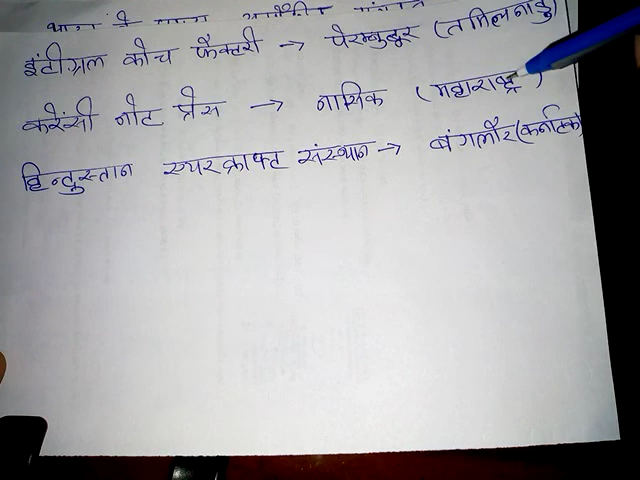 इंटीग्रल कोच फैक्टरी → पेरम्बुदूर (तमिलनाडु)
करेंसी नोट प्रेस → नासिक (महाराष्ट्र)
हिन्दुस्तान एयरक्राफ्ट संस्थान → बंगलौर (कर्नाटक)